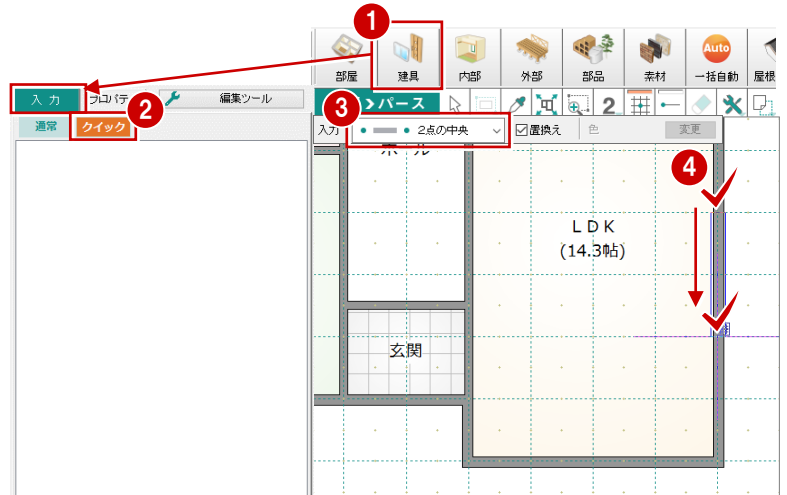 1
部屋
建具
内部
外部
部品
素材
Auto
一括自動
屋根
入力
プロパティ
編集ツール
2
3
パース
2
通常
クイック
入力
2点の中央
置換え
色
変更
ホール
4
LDK
(14.3帖)
玄関